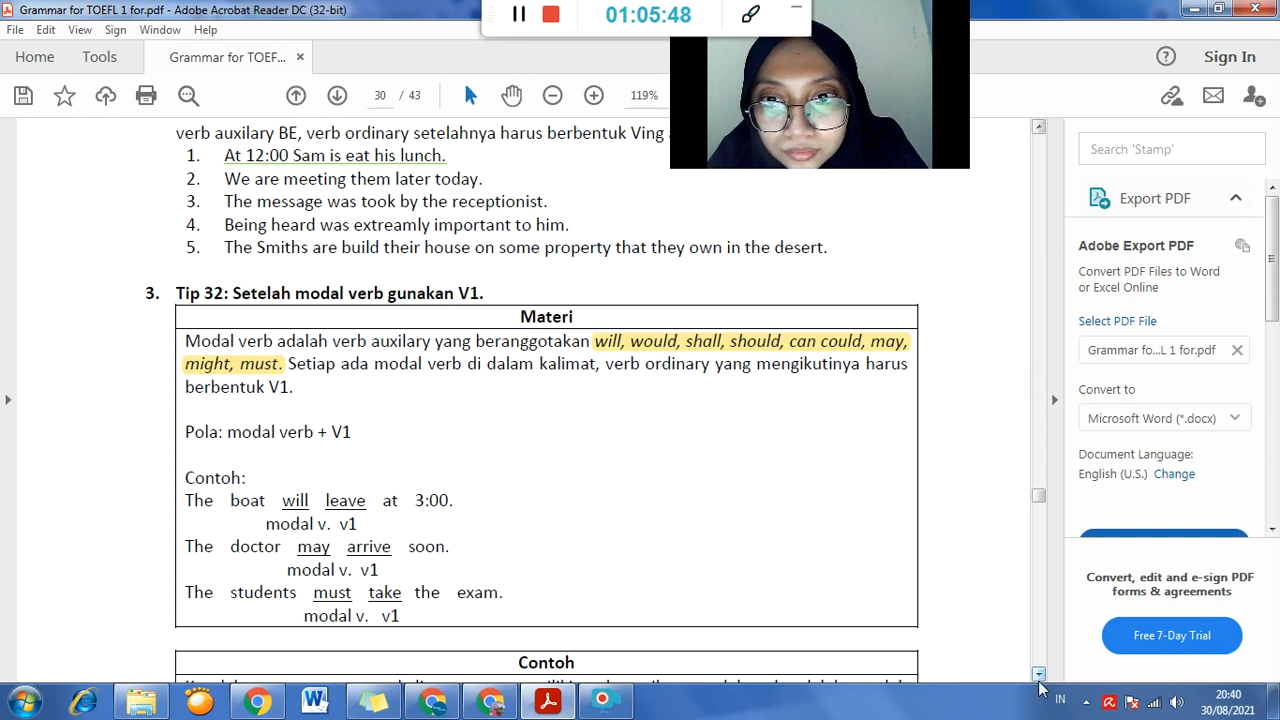 Grammar for TOEFL 1 for.pdf - Adobe Acrobat Reader DC (32-bit)
01:05:48
File Edit View Sign Window Help
Home Tools Grammar for TOEF... ×
Sign In
30 / 43 119%
verb auxilary BE, verb ordinary setelahnya harus berbentuk Ving
1. At 12:00 Sam is eat his lunch.
2. We are meeting them later today.
3. The message was took by the receptionist.
4. Being heard was extreamly important to him.
5. The Smiths are build their house on some property that they own in the desert.
3. Tip 32: Setelah modal verb gunakan V1.
Materi
Modal verb adalah verb auxilary yang beranggotakan will, would, shall, should, can could, may,
might, must. Setiap ada modal verb di dalam kalimat, verb ordinary yang mengikutinya harus
berbentuk V1.
Pola: modal verb + V1
Contoh:
The boat will leave at 3:00.
modal v. v1
The doctor may arrive soon.
modal v. v1
The students must take the exam.
modal v. v1
Contoh
Search 'Stamp'
Export PDF
Adobe Export PDF
Convert PDF Files to Word
or Excel Online
Select PDF File
Grammar fo...L 1 for.pdf
Convert to
Microsoft Word (*.docx)
Document Language:
English (U.S.) Change
Convert, edit and e-sign PDF
forms & agreements
Free 7-Day Trial
IN
20:40
30/08/2021